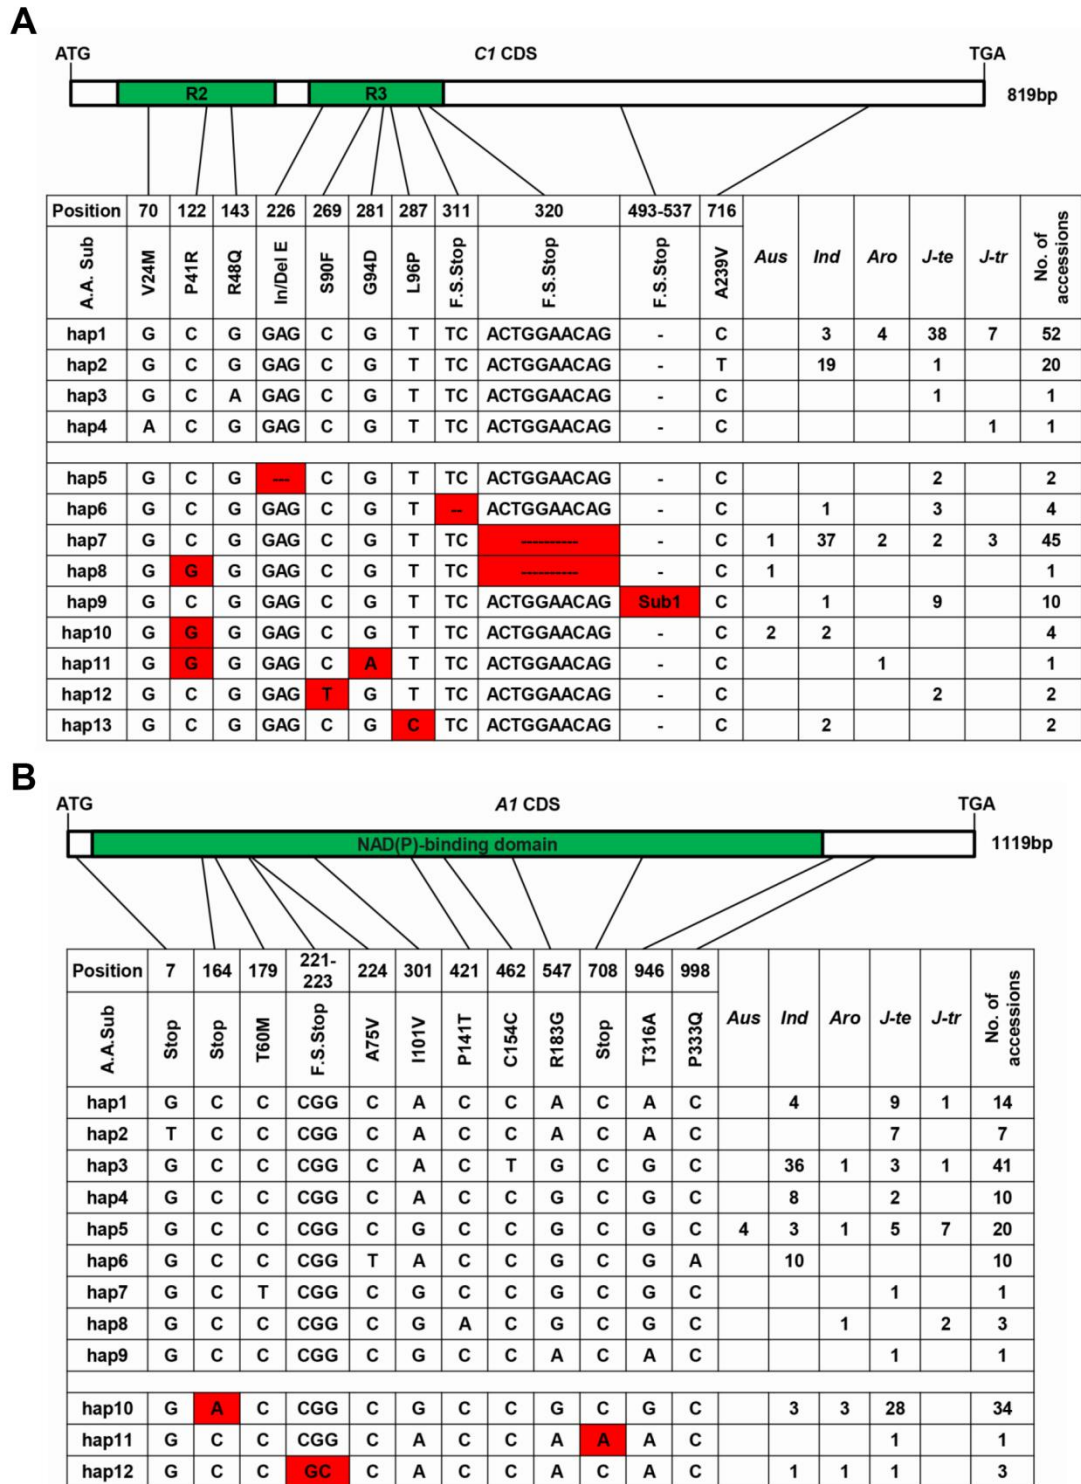 A
ATG C1 CDS TGA
R2 R3 819bp
Position 70 122 143 226 269 281 287 311 320 493-537 716 Aus Ind Aro J-te J-tr No. of accessions
A.A. Sub V24M P41R R48Q In/Del E S90F G94D L96P F.S.Stop F.S.Stop F.S.Stop A239V
hap1 G C G GAG C G T TC ACTGGAACAG - C 3 4 38 7 52
hap2 G C G GAG C G T TC ACTGGAACAG - T 19 1 20
hap3 G C A GAG C G T TC ACTGGAACAG - C 1 1
hap4 A C G GAG C G T TC ACTGGAACAG - C 1 1
hap5 G C G --- C G T TC ACTGGAACAG - C 2 2
hap6 G C G GAG C G T -- ACTGGAACAG - C 1 3 4
hap7 G C G GAG C G T TC ---------- - C 1 37 2 2 3 45
hap8 G G G GAG C G T TC ---------- - C 1 1
hap9 G C G GAG C G T TC ACTGGAACAG Sub1 C 1 9 10
hap10 G G G GAG C G T TC ACTGGAACAG - C 2 2 4
hap11 G G G GAG C A T TC ACTGGAACAG - C 1 1
hap12 G C G GAG T G T TC ACTGGAACAG - C 2 2
hap13 G C G GAG C G C TC ACTGGAACAG - C 2 2
B
ATG A1 CDS TGA
NAD(P)-binding domain 1119bp
Position 7 164 179 221-223 224 301 421 462 547 708 946 998 Aus Ind Aro J-te J-tr No. of accessions
A.A.Sub Stop Stop T60M F.S.Stop A75V I101V P141T C154C R183G Stop T316A P333Q
hap1 G C C CGG C A C C A C A C 4 9 1 14
hap2 T C C CGG C A C C A C A C 7 7
hap3 G C C CGG C A C T G C G C 36 1 3 1 41
hap4 G C C CGG C A C C G C G C 8 2 10
hap5 G C C CGG C G C C G C G C 4 3 1 5 7 20
hap6 G C C CGG T A C C G C G A 10 10
hap7 G C T CGG C G C C G C G C 1 1
hap8 G C C CGG C G A C G C G C 1 2 3
hap9 G C C CGG C G C C A C A C 1 1
hap10 G A C CGG C G C C G C G C 3 3 28 34
hap11 G C C CGG C A C C A A A C 1 1
hap12 G C C GC C A C C A C A C 1 1 1 3